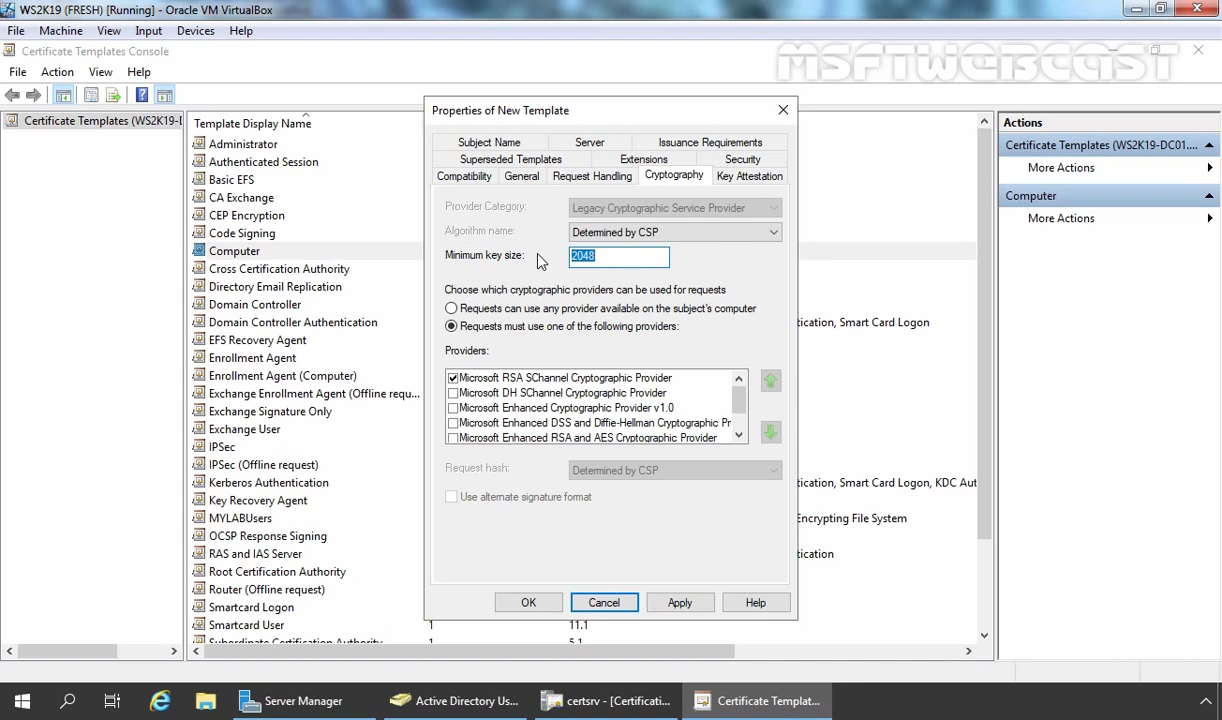 WS2K19 (FRESH) [Running] - Oracle VM VirtualBox
File Machine View Input Devices Help
Certificate Templates Console
MSFTWEBCAST
File Action View Help
Certificate Templates (WS2K19-D
Template Display Name
Administrator
Authenticated Session
Basic EFS
CA Exchange
CEP Encryption
Code Signing
Computer
Cross Certification Authority
Directory Email Replication
Domain Controller
Domain Controller Authentication
EFS Recovery Agent
Enrollment Agent
Enrollment Agent (Computer)
Exchange Enrollment Agent (Offline requ...
Exchange Signature Only
Exchange User
IPSec
IPSec (Offline request)
Kerberos Authentication
Key Recovery Agent
MYLABUsers
OCSP Response Signing
RAS and IAS Server
Root Certification Authority
Router (Offline request)
Smartcard Logon
Smartcard User
1 11.1
Subordinate Certification Authority
1 5.1
Properties of New Template
Subject Name Server Issuance Requirements
Superseded Templates Extensions Security
Compatibility General Request Handling Cryptography Key Attestation
Provider Category: Legacy Cryptographic Service Provider
Algorithm name: Determined by CSP
Minimum key size: 2048
Choose which cryptographic providers can be used for requests
Requests can use any provider available on the subject's computer
Requests must use one of the following providers:
Providers:
Microsoft RSA SChannel Cryptographic Provider
Microsoft DH SChannel Cryptographic Provider
Microsoft Enhanced Cryptographic Provider v1.0
Microsoft Enhanced DSS and Diffie-Hellman Cryptographic Pr
Microsoft Enhanced RSA and AES Cryptographic Provider
Request hash: Determined by CSP
Use alternate signature format
OK Cancel Apply Help
entication, Smart Card Logon
tication, Smart Card Logon, KDC Aut
Encrypting File System
tication
Actions
Certificate Templates (WS2K19-DC01....
More Actions
Computer
More Actions
Server Manager
Active Directory Us...
certsrv - [Certificati...
Certificate Templat...